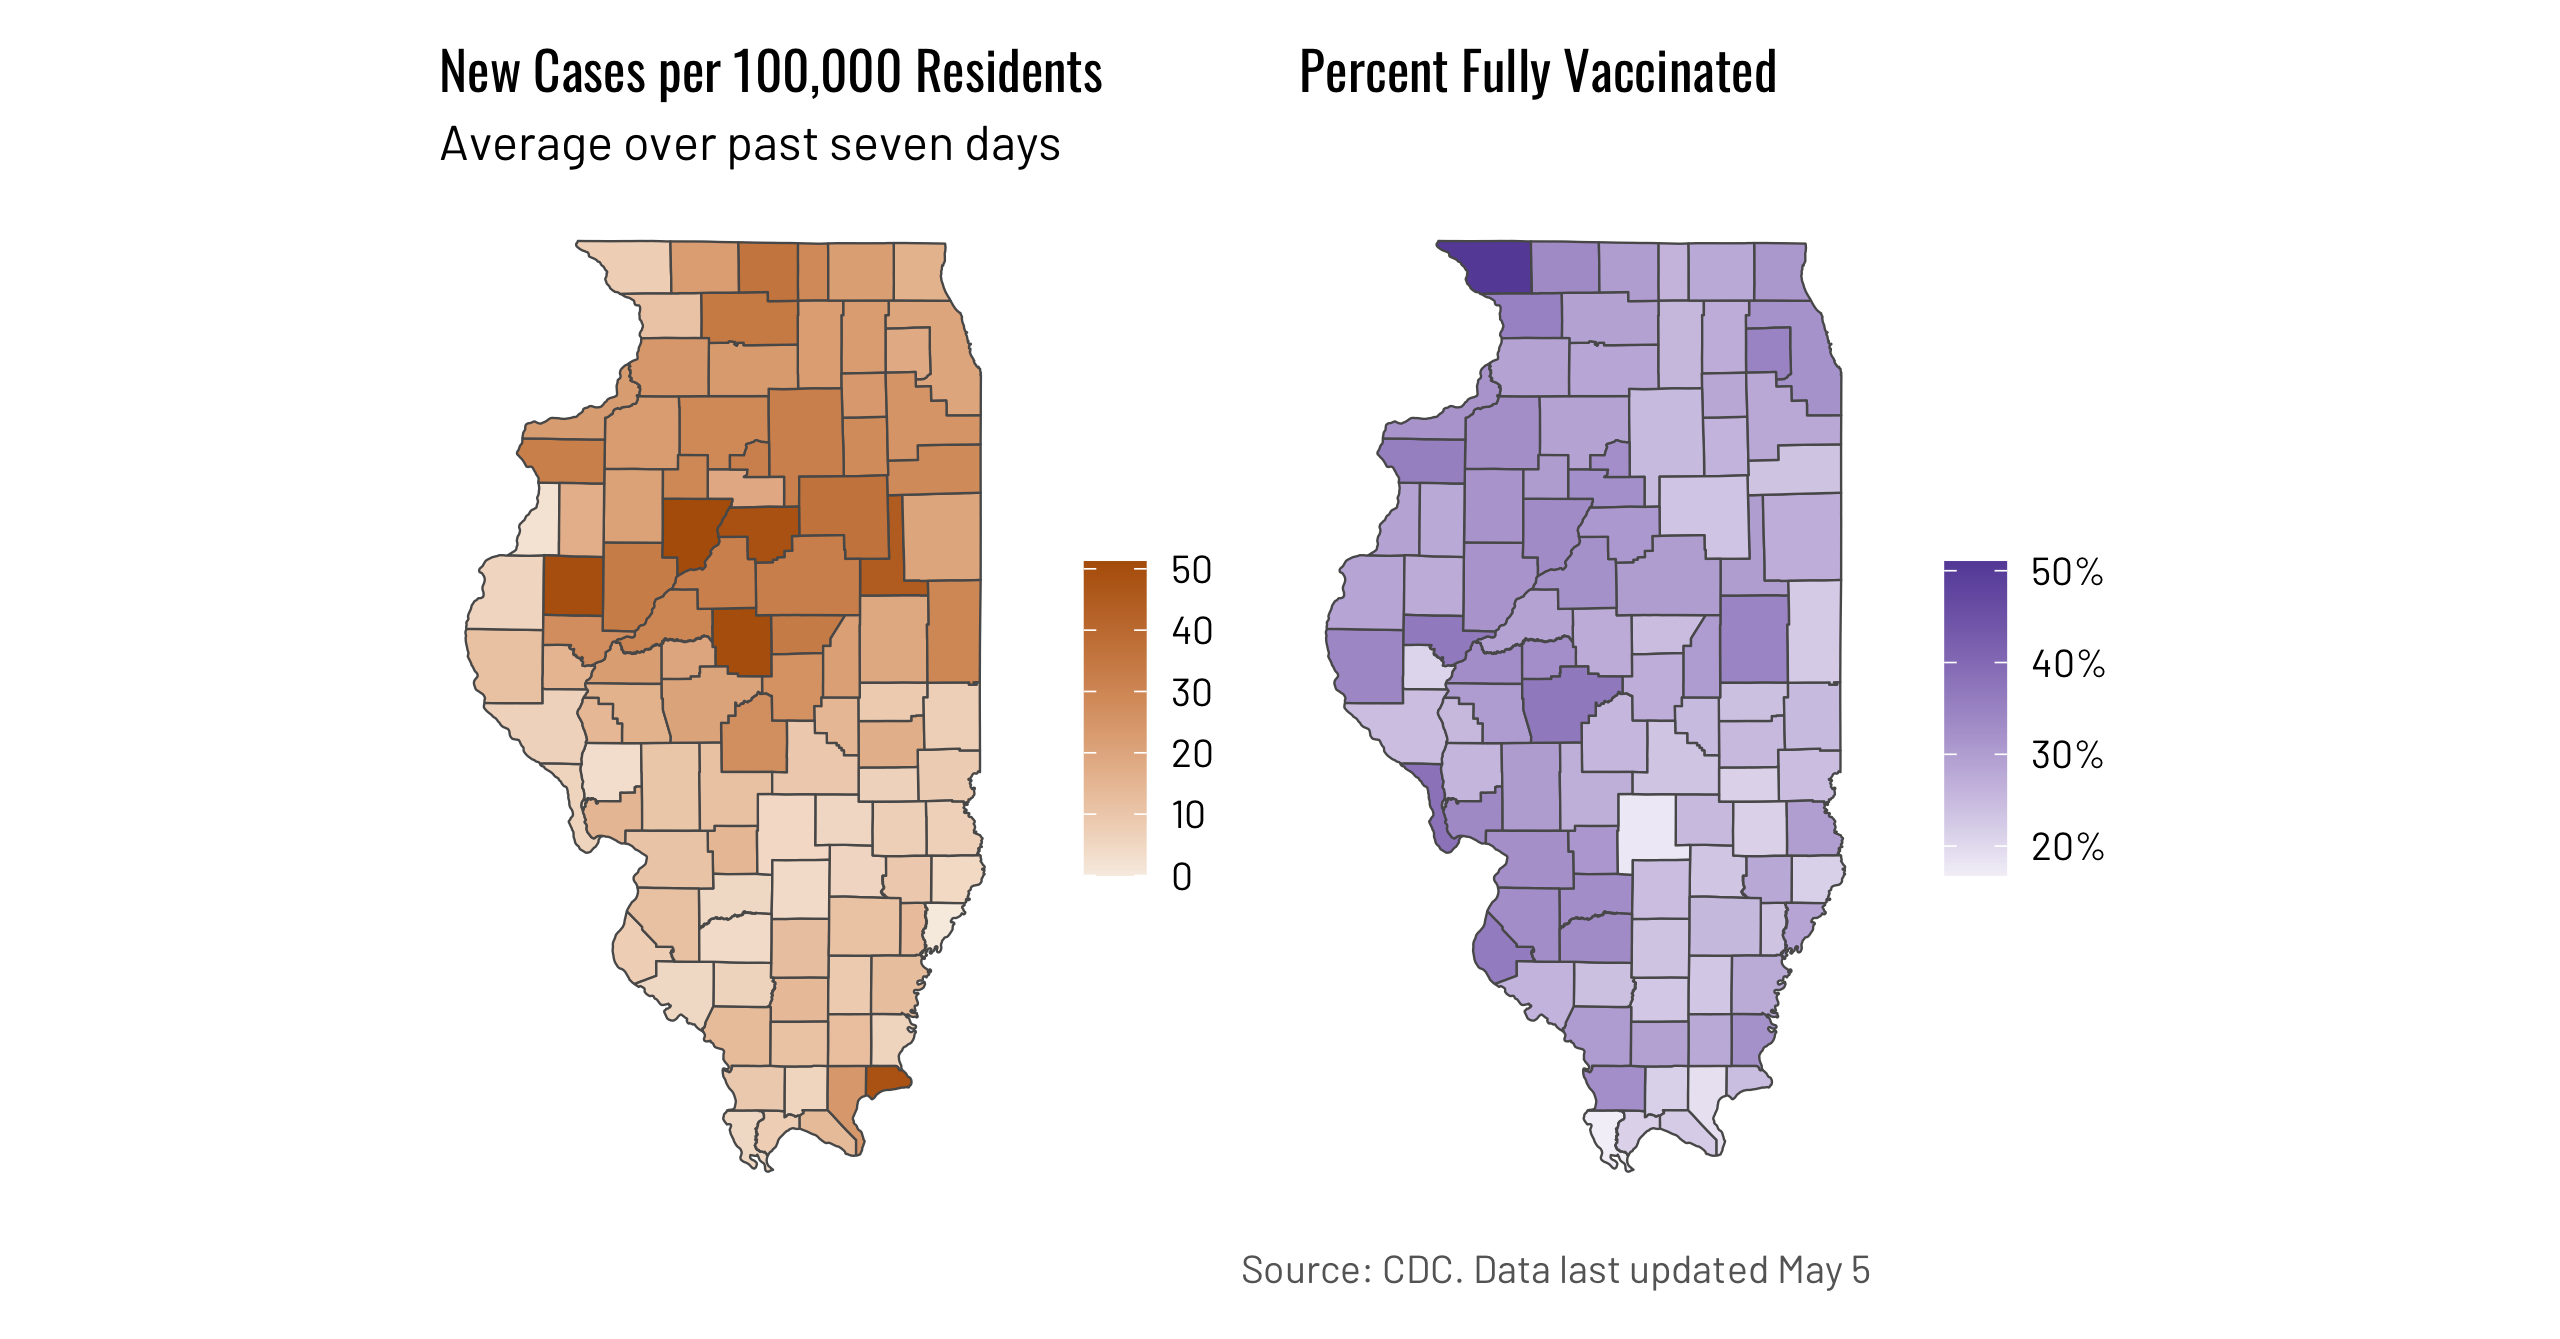 New Cases per 100,000 Residents
Average over past seven days
50
40
30
20
10
0
Percent Fully Vaccinated
50%
40%
30%
20%
Source: CDC. Data last updated May 5